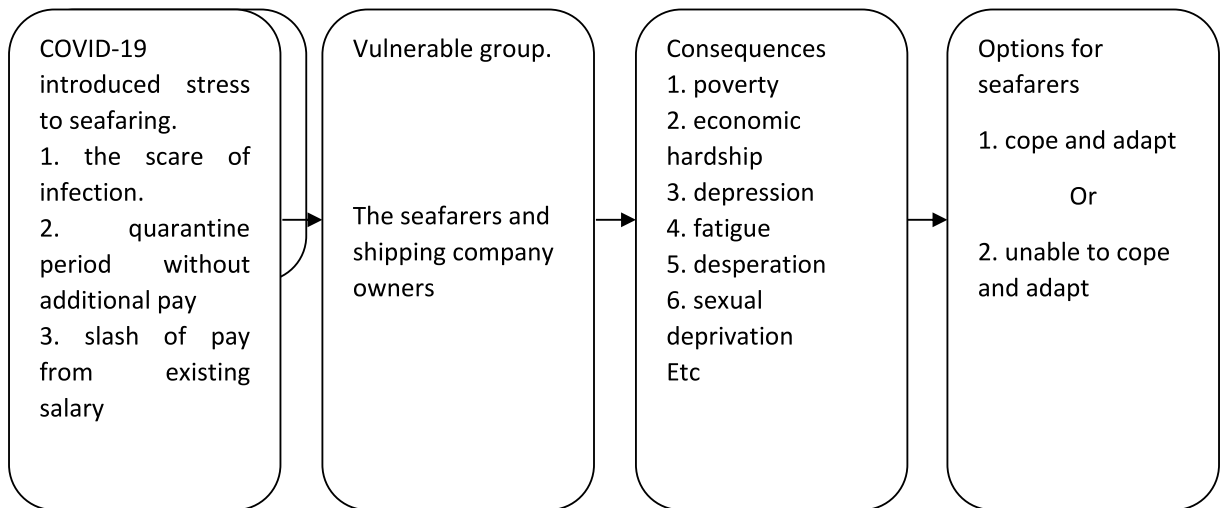 COVID-19
introduced stress
to seafaring.
1. the scare of
infection.
2. quarantine
period without
additional pay
3. slash of pay
from existing
salary
Vulnerable group.
The seafarers and
shipping company
owners
Consequences
1. poverty
2. economic
hardship
3. depression
4. fatigue
5. desperation
6. sexual
deprivation
Etc
Options for
seafarers
1. cope and adapt
Or
2. unable to cope
and adapt